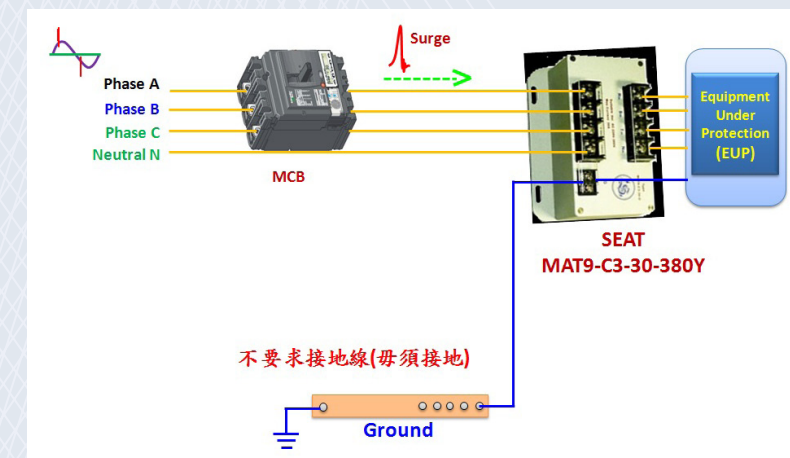 Surge
Phase A
Phase B
Phase C
Neutral N
MCB
Equipment
Under
Protection
(EUP)
SEAT
MAT9-C3-30-380Y
不要求接地線(毋須接地)
Ground